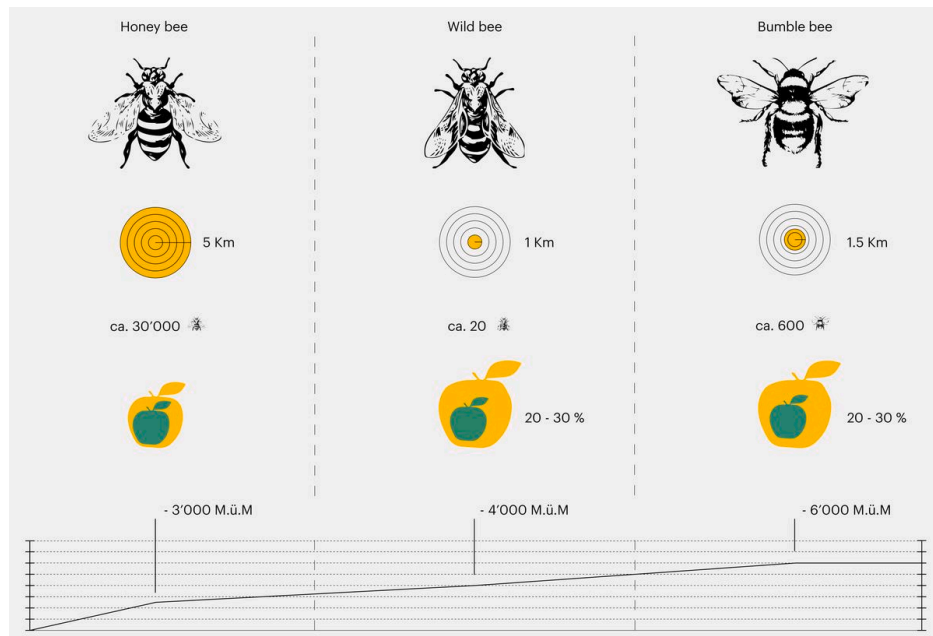 Honey bee
Wild bee
Bumble bee
5 Km
1 Km
1.5 Km
ca. 30’000
ca. 20
ca. 600
20 - 30 %
20 - 30 %
- 3’000 M.ü.M
- 4’000 M.ü.M
- 6’000 M.ü.M